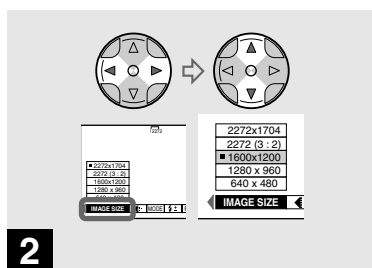 2272
2272x1704
2272 (3 : 2)
1600x1200
1280 x 960
IMAGE SIZE
MODE
2272x1704
2272 (3 : 2)
1600x1200
1280 x 960
640 x 480
IMAGE SIZE
2